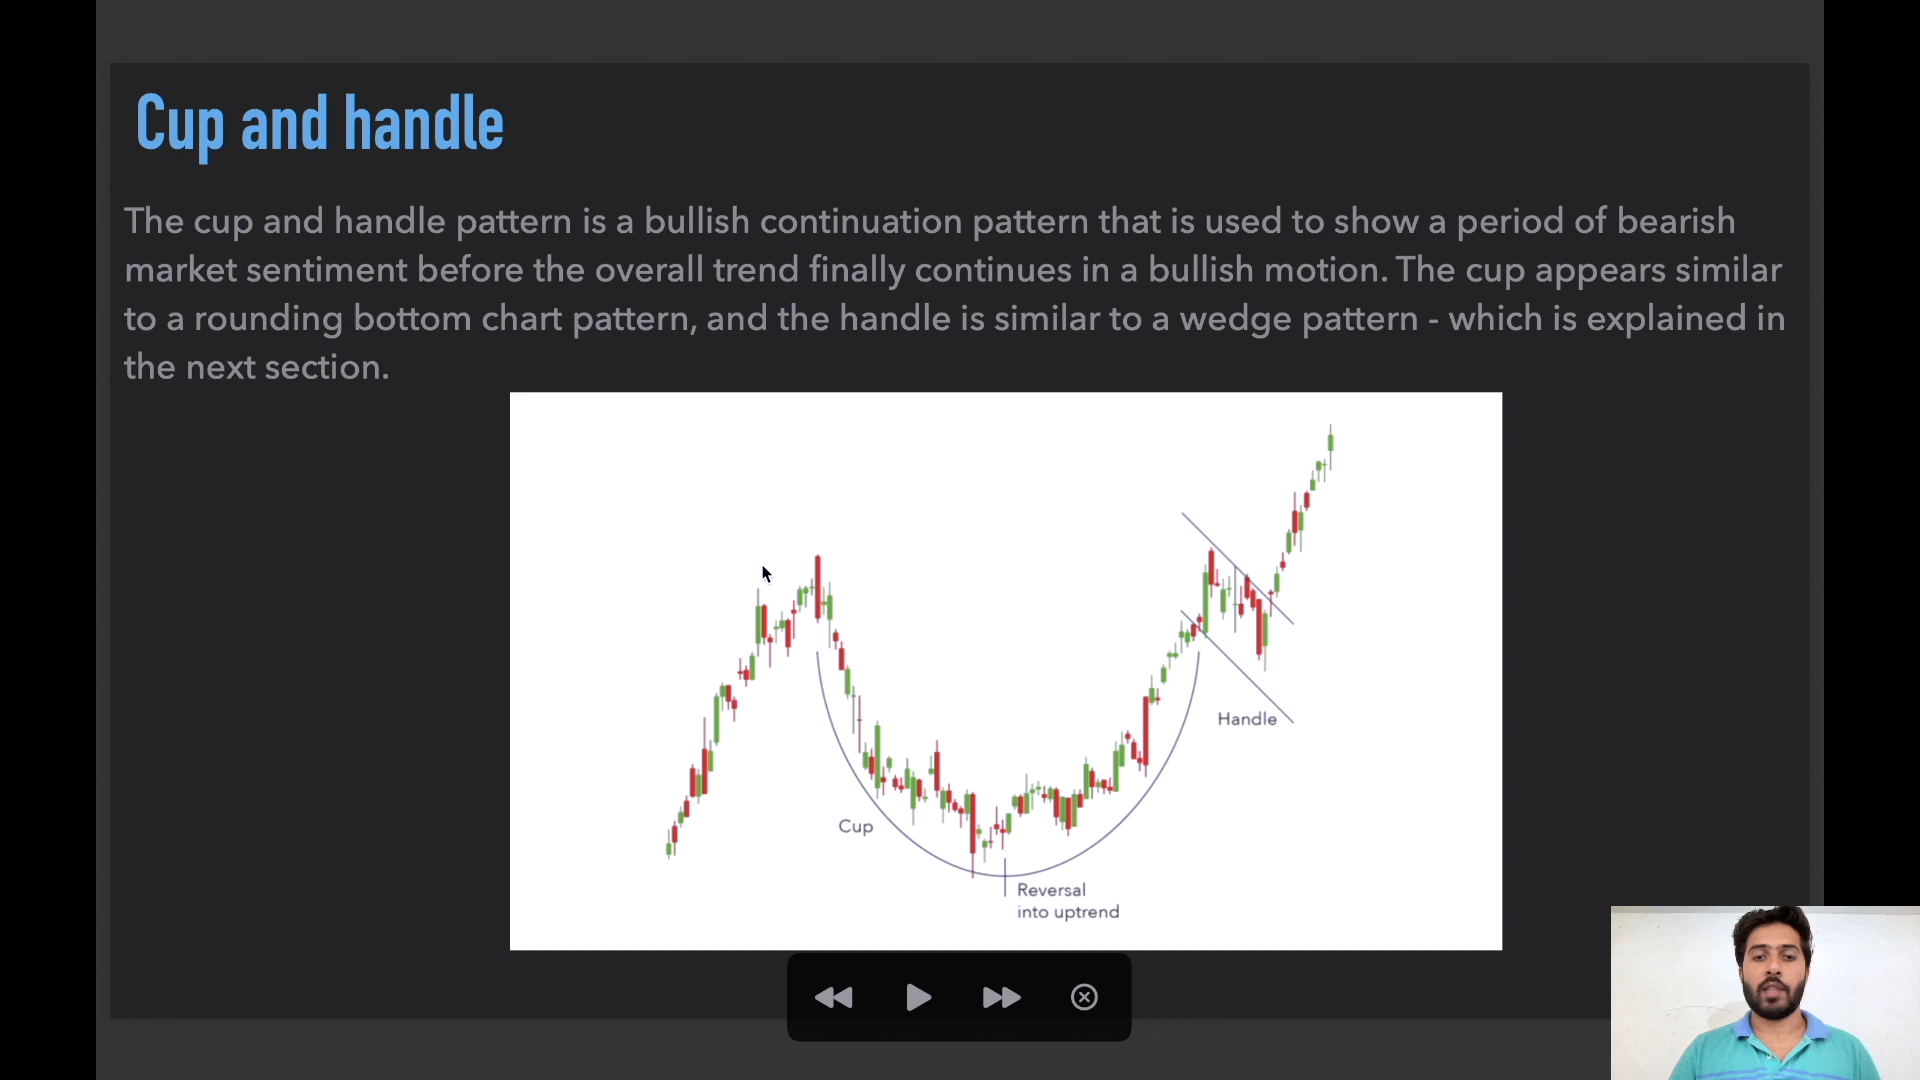 Cup and handle
The cup and handle pattern is a bullish continuation pattern that is used to show a period of bearish
market sentiment before the overall trend finally continues in a bullish motion. The cup appears similar
to a rounding bottom chart pattern, and the handle is similar to a wedge pattern - which is explained in
the next section.
Handle
Cup
Reversal
into uptrend